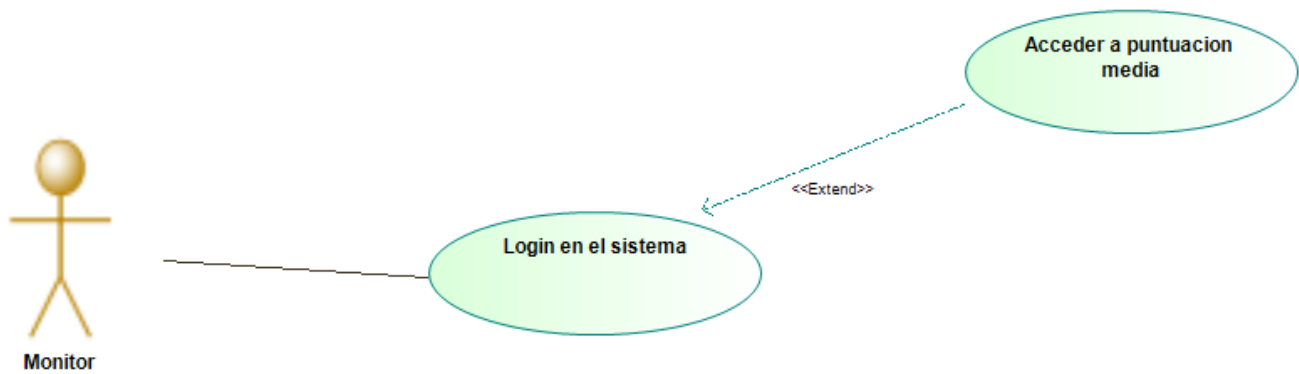 Acceder a puntuacion
media
<<Extend>>
Login en el sistema
Monitor